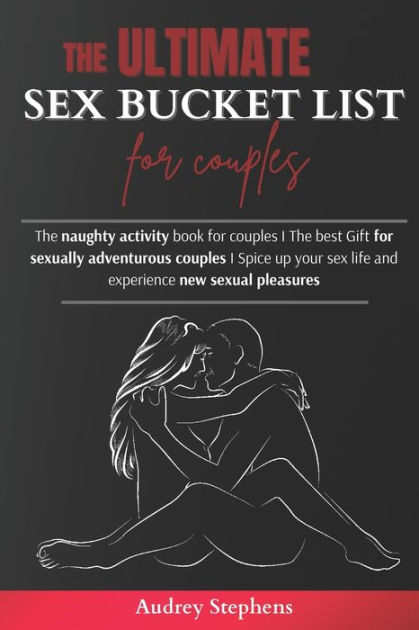 THE ULTIMATE
SEX BUCKET LIST
for couples
The naughty activity book for couples I The best Gift for
sexually adventurous couples I Spice up your sex life and
experience new sexual pleasures
Audrey Stephens